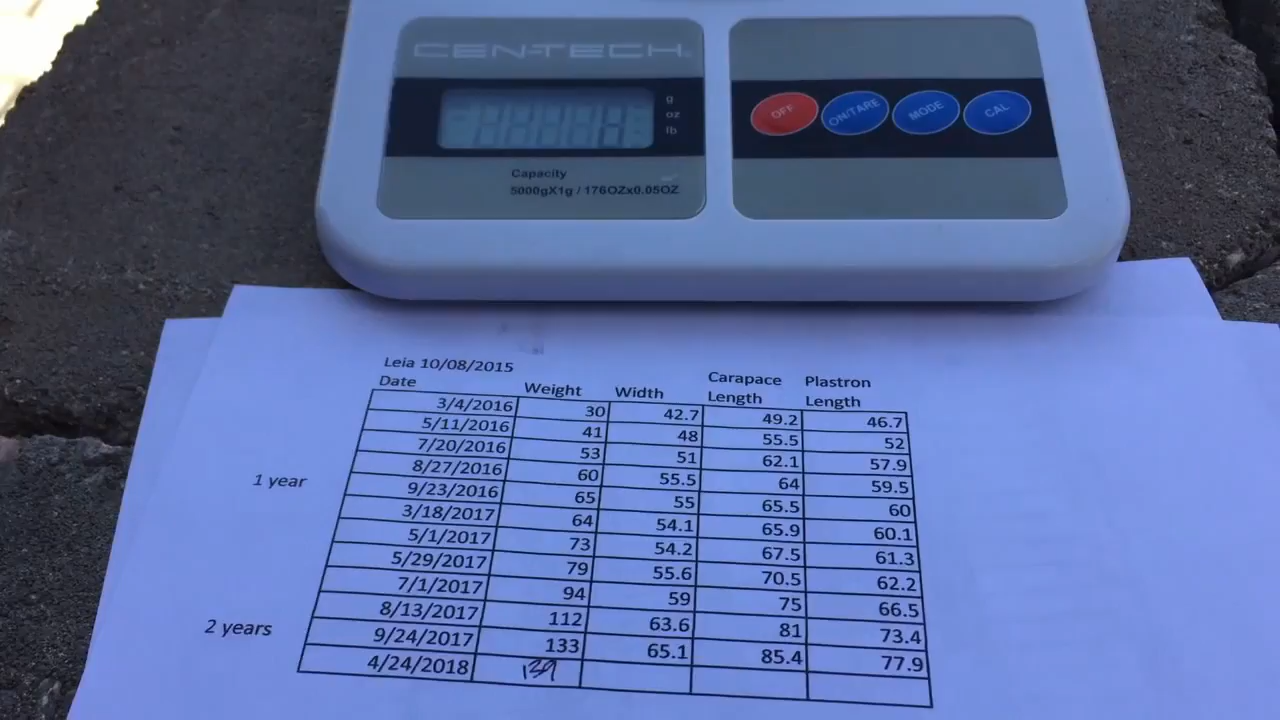 CEN-TECH
g
oz
lb
OFF ON/TARE MODE CAL
Capacity
5000gX1g / 176OZx0.05OZ
Leia 10/08/2015
Date Weight Width Carapace Length Plastron Length
3/4/2016 30 42.7 49.2 46.7
5/11/2016 41 48 55.5 52
7/20/2016 53 51 62.1 57.9
8/27/2016 60 55.5 64 59.5
1 year 9/23/2016 65 55 65.5 60
3/18/2017 64 54.1 65.9 60.1
5/1/2017 73 54.2 67.5 61.3
5/29/2017 79 55.6 70.5 62.2
7/1/2017 94 59 75 66.5
8/13/2017 112 63.6 81 73.4
2 years 9/24/2017 133 65.1 85.4 77.9
4/24/2018 139